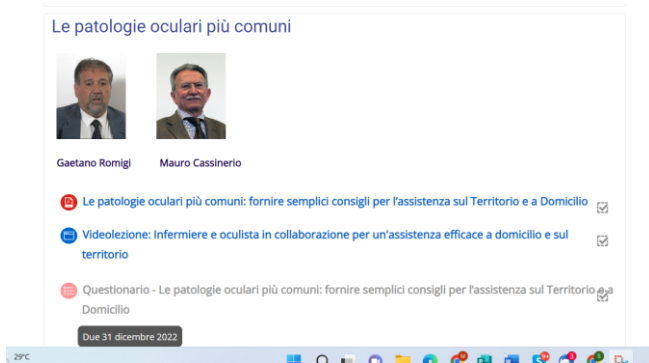 Le patologie oculari più comuni
Gaetano Romigi
Mauro Cassinerio
Le patologie oculari più comuni: fornire semplici consigli per l'assistenza sul Territorio e a Domicilio
Videolezione: Infermiere e oculista in collaborazione per un'assistenza efficace a domicilio e sul
territorio
Questionario - Le patologie oculari più comuni: fornire semplici consigli per l'assistenza sul Territorio e a
Domicilio
Due 31 dicembre 2022
29°C